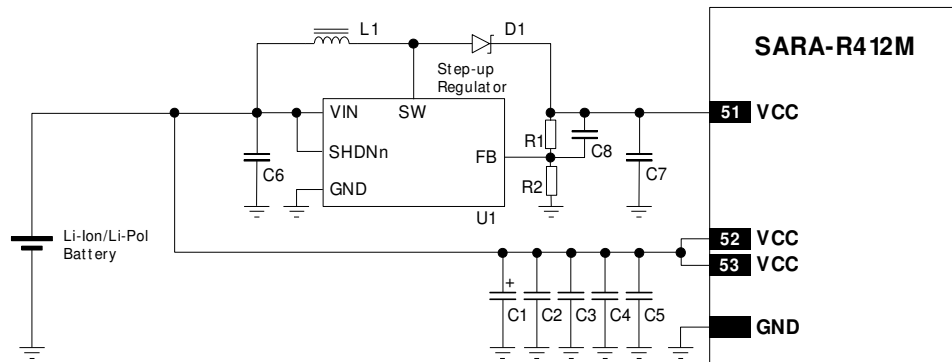 L1
D1
SARA-R412M
Step-up
Regulator
VIN
SW
51 VCC
R1
SHDNn
FB
C8
C6
C7
GND
R2
U1
Li-Ion/Li-Pol
Battery
52 VCC
53 VCC
+
C1
C2
C3
C4
C5
GND